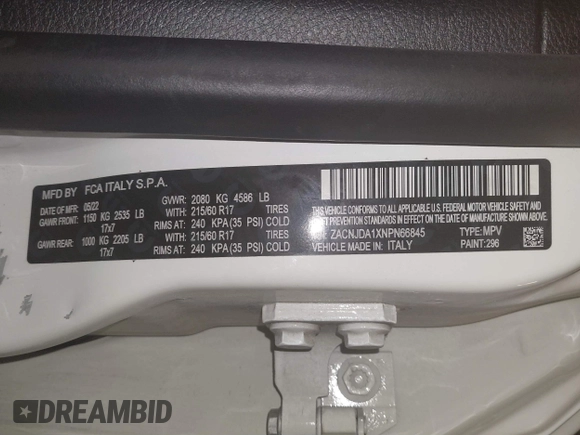 MFD BY FCA ITALY S.P.A.
DATE OF MFR: 05/22 GVWR: 2080 KG 4586 LB
GAWR FRONT: 1150 KG 2535 LB WITH: 215/60 R17 TIRES
17x7 RIMS AT: 240 KPA(35 PSI) COLD
GAWR REAR: 1000 KG 2205 LB WITH: 215/60 R17 TIRES
17x7 RIMS AT: 240 KPA(35 PSI) COLD
THIS VEHICLE CONFORMS TO ALL APPLICABLE U.S. FEDERAL MOTOR VEHICLE SAFETY, BUMPER,
AND THEFT PREVENTION STANDARDS IN EFFECT ON THE DATE OF MANUFACTURE SHOWN ABOVE.
ZACNJDA1XNPN66845 TYPE: MPV
VEHICLE MADE IN: ITALY PAINT: 296
DREAMBID